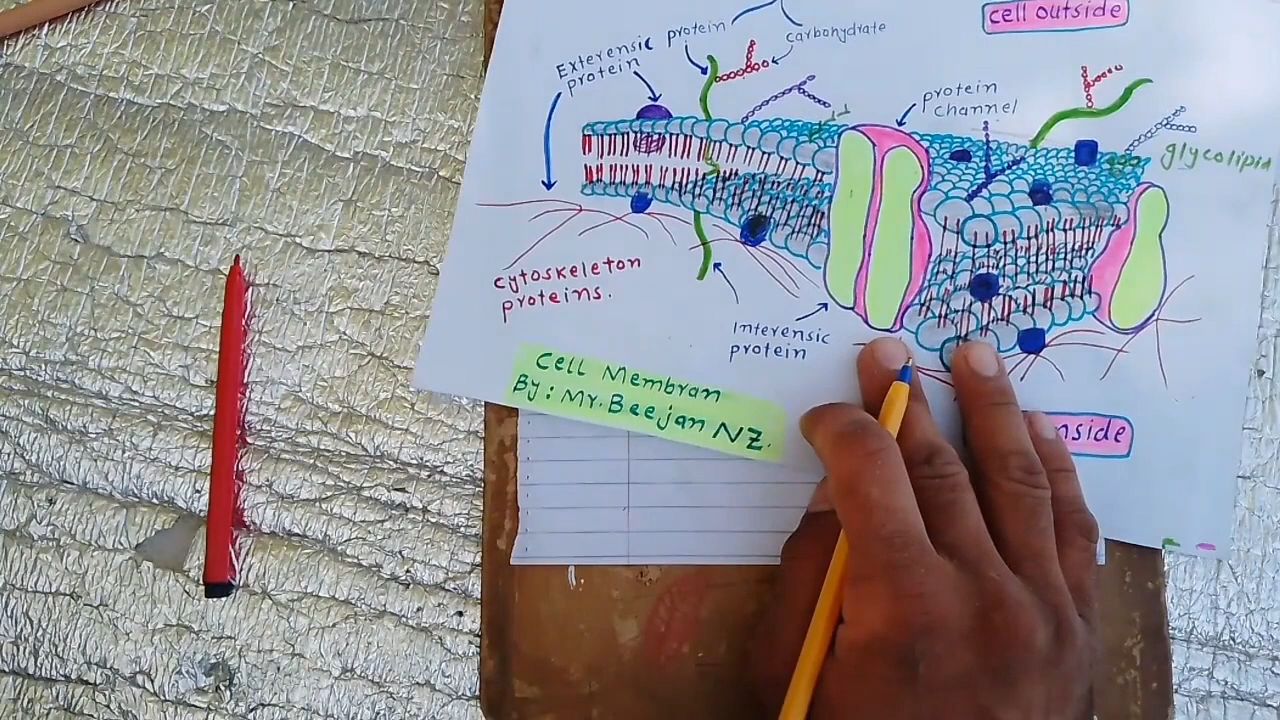 cell outside
carbohydrate
Exterensic protein
protein
protein
channel
glycolipid
cytoskeleton
proteins.
Interensic
protein
Cell Membran
By: Mr. Beejan NZ.
nside